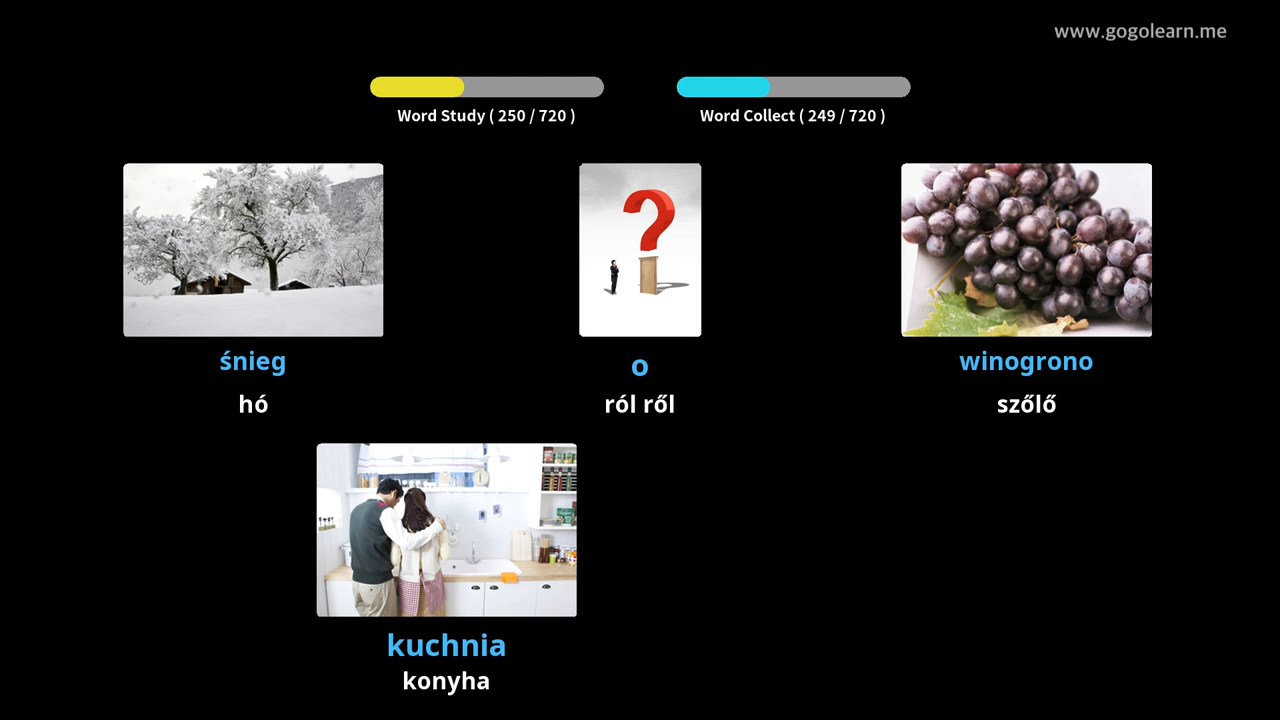 www.gogolearn.me
Word Study ( 250 / 720 )
Word Collect ( 249 / 720 )
śnieg
hó
o
ról ről
winogrono
szőlő
kuchnia
konyha